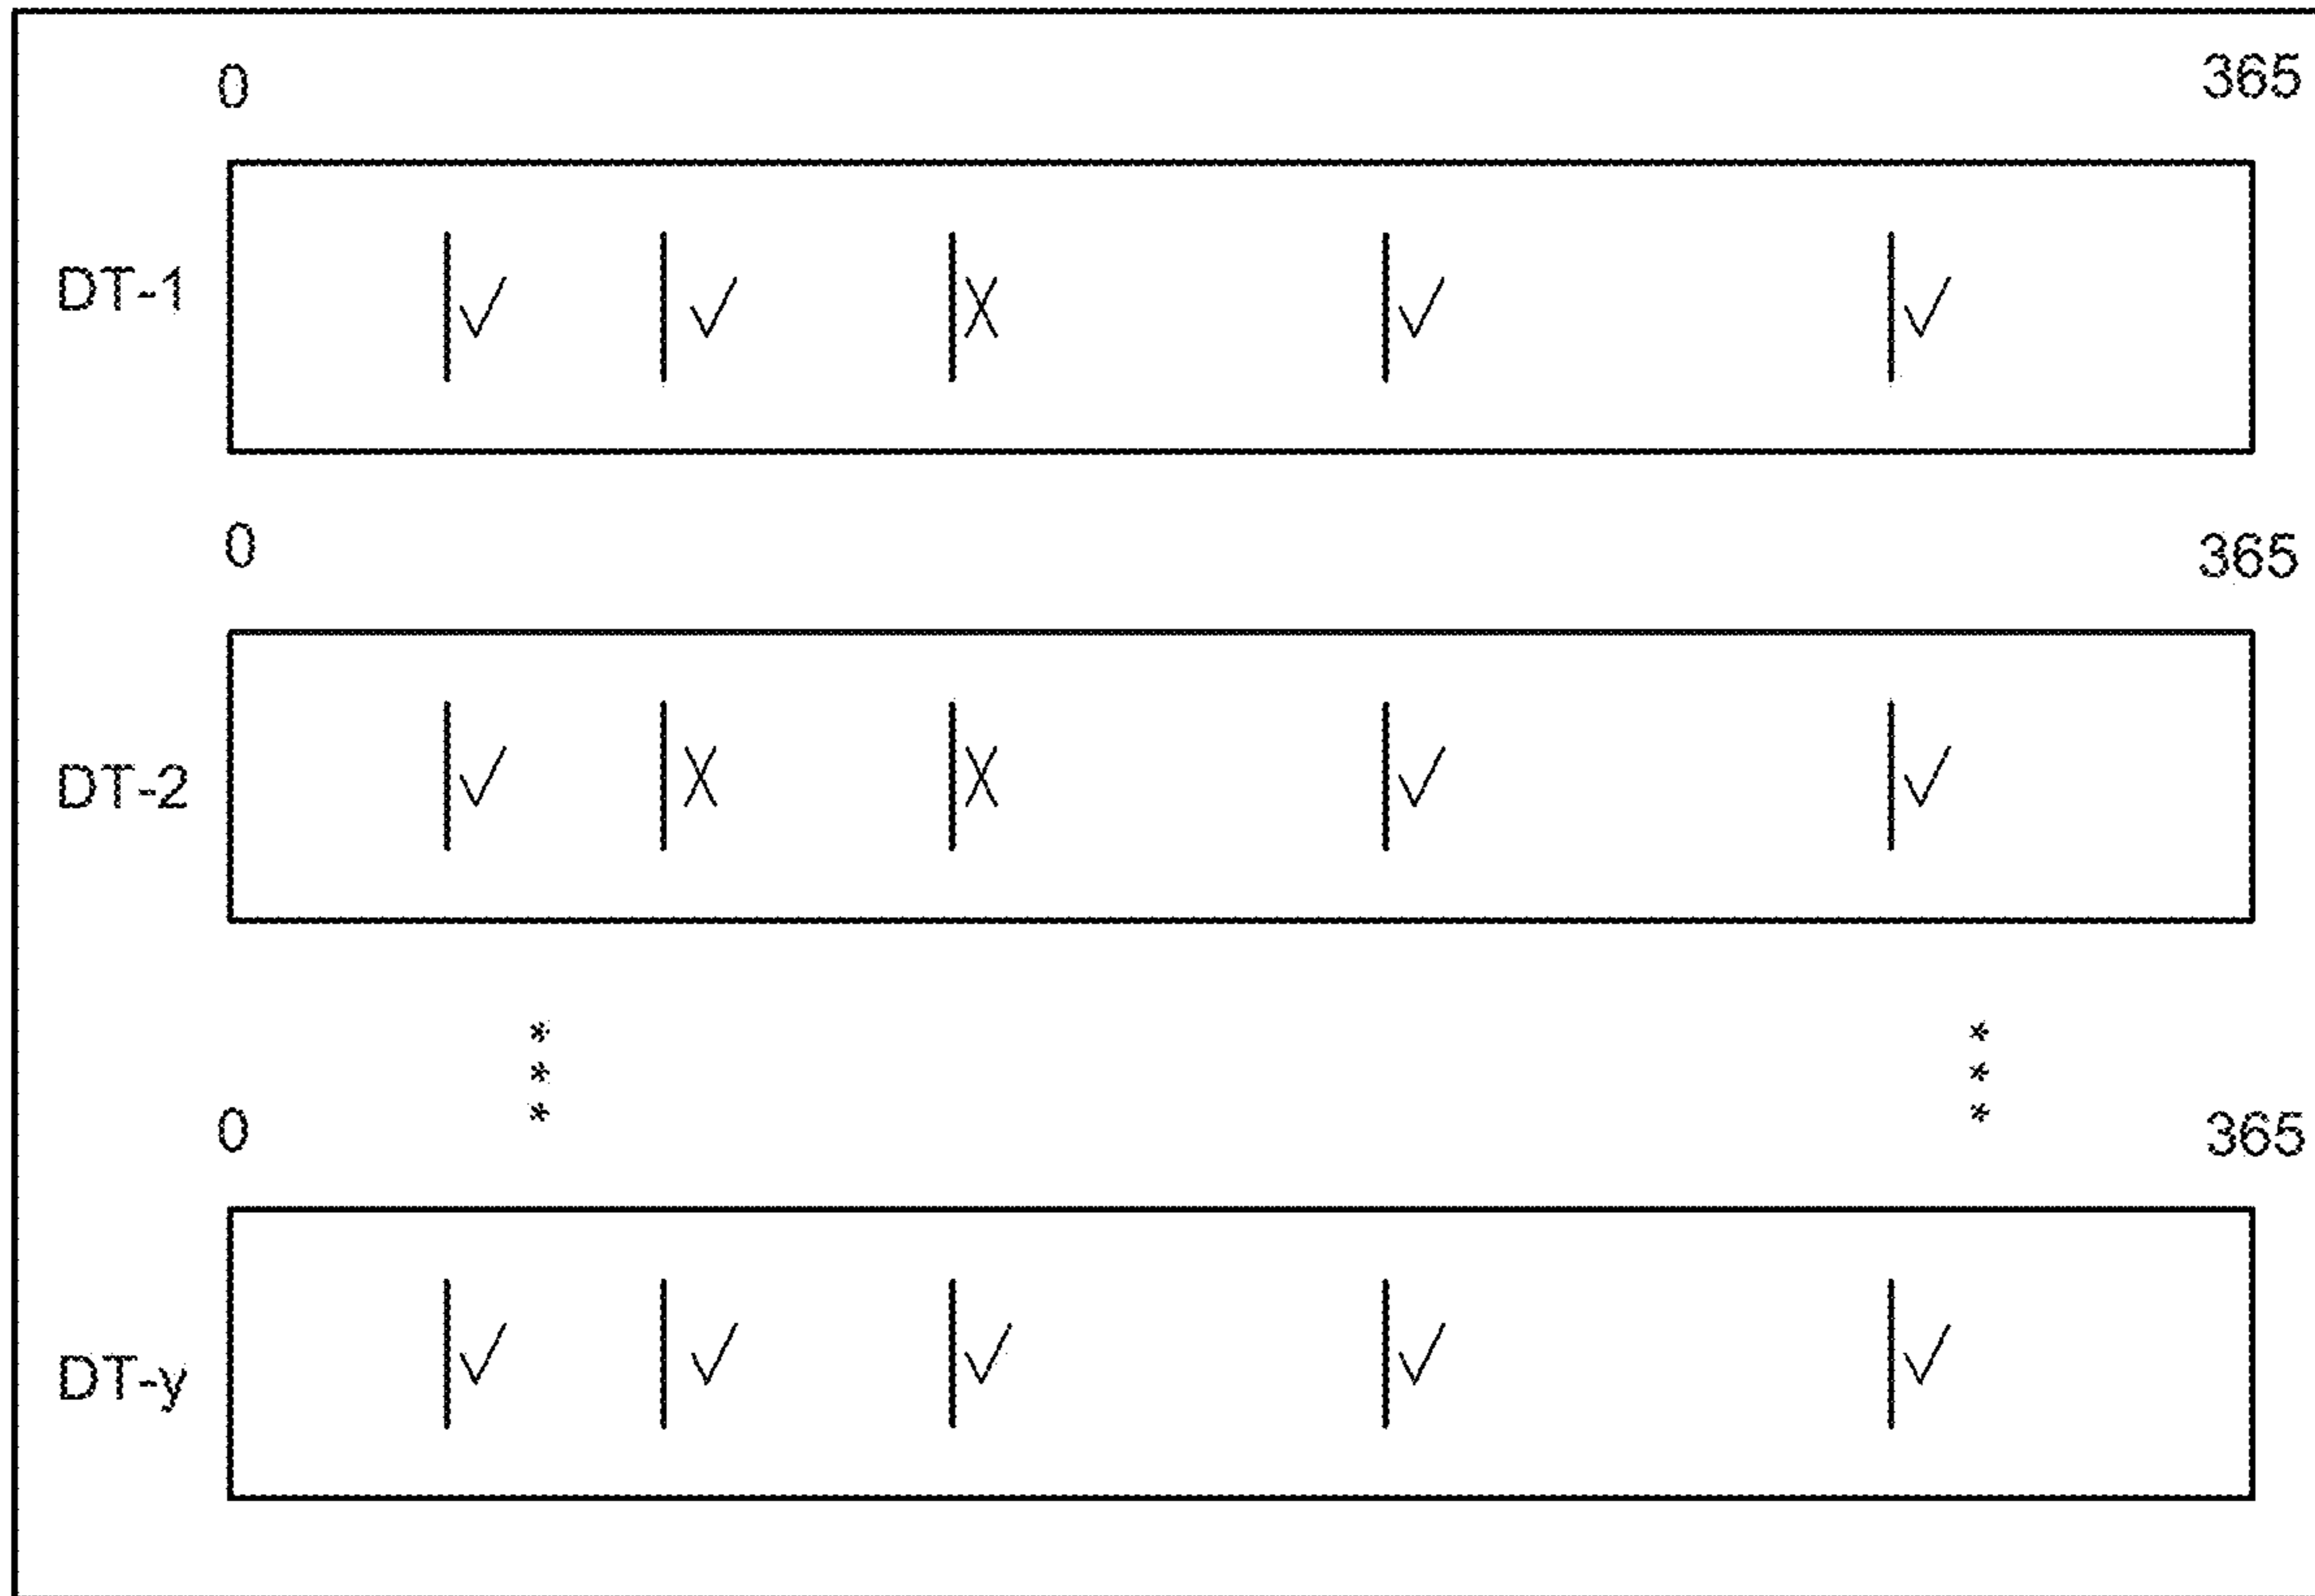 0 365
DT-1 |✓ |✓ |X |✓ |✓
0 365
DT-2 |✓ |X |X |✓ |✓
* *
* *
* *
0 365
DT-y |✓ |✓ |✓ |✓ |✓